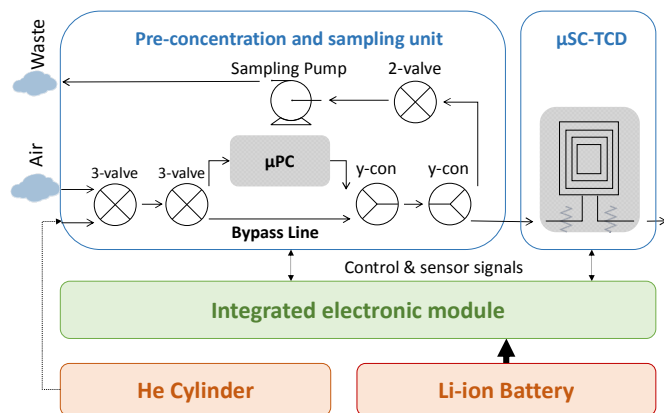 Waste
Pre-concentration and sampling unit
μSC-TCD
Sampling Pump
2-valve
Air
3-valve
3-valve
μPC
y-con
y-con
Bypass Line
Control & sensor signals
Integrated electronic module
He Cylinder
Li-ion Battery